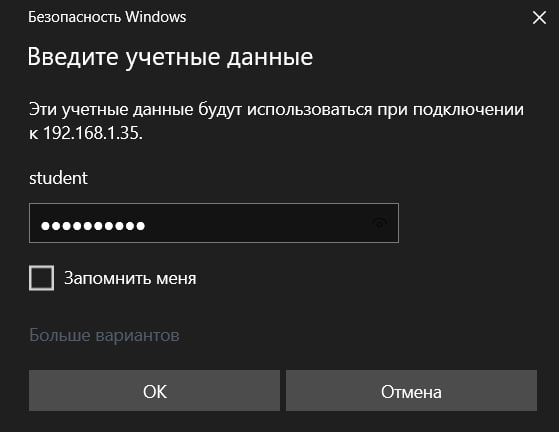 Безопасность Windows
Введите учетные данные
Эти учетные данные будут использоваться при подключении
к 192.168.1.35.
student
●●●●●●●●●●
Запомнить меня
Больше вариантов
ОК
Отмена